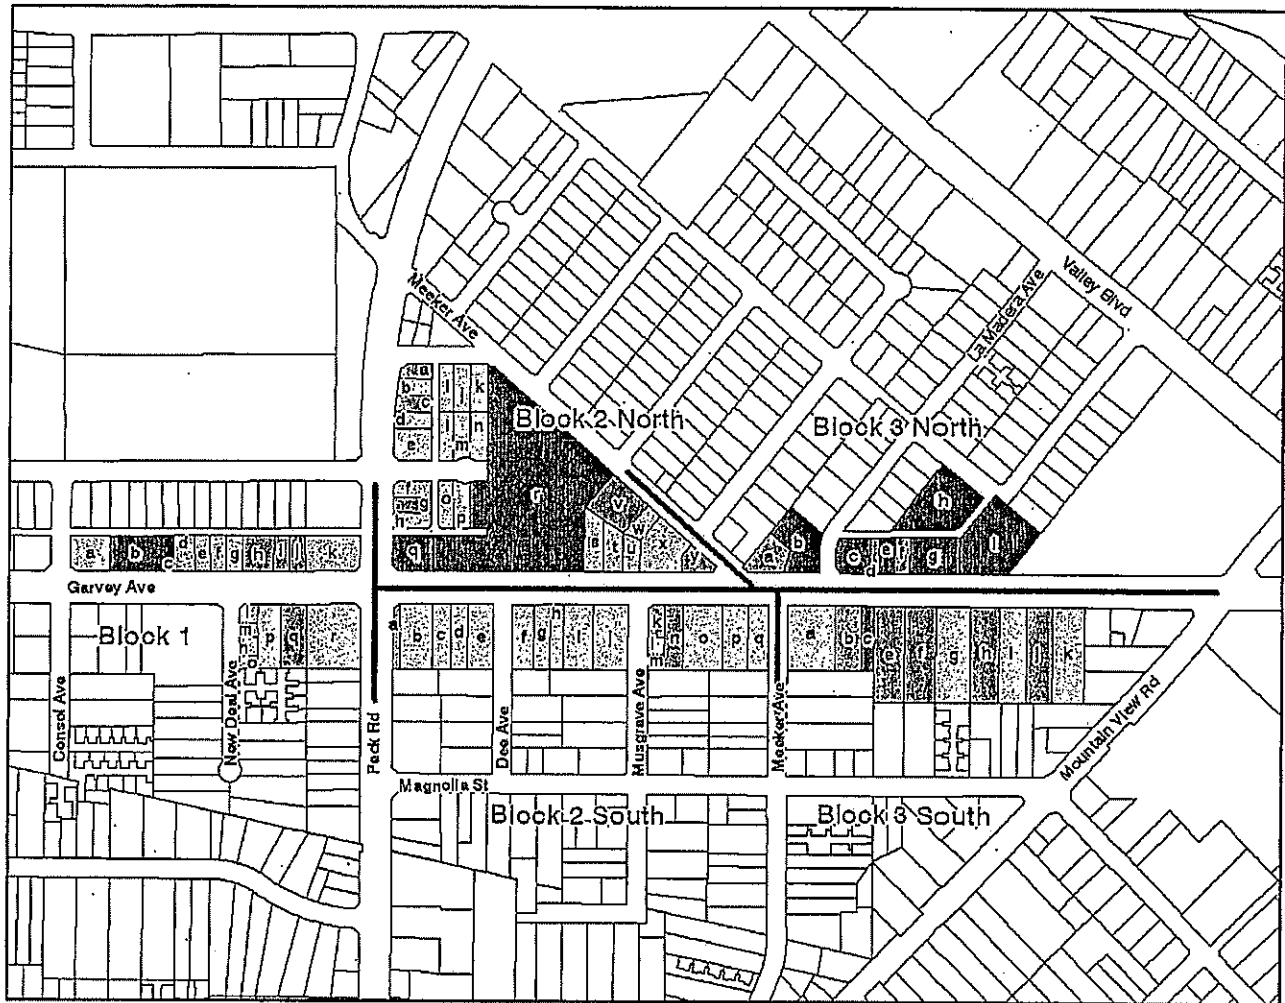 Valley Blvd
a Madera Ave
Meeker Ave
a i j k
b
c
Block 2 North
Block 3 North
d l m n
e
f g o p
h
r
h
v
w
a b d e f g h i j k
c
q
s t u x y
a b
c e f g i
d
Garvey Ave
Block 1
m
n
o
p q r
a b c d e
f g h i j
k
n
m
o p q
a b c e f g h i j k
Consol Ave
New Deal Ave
Peck Rd
Dee Ave
Musgrave Ave
Meeker Ave
Mountain View Rd
Magnolia St
Block 2 South
Block 3 South